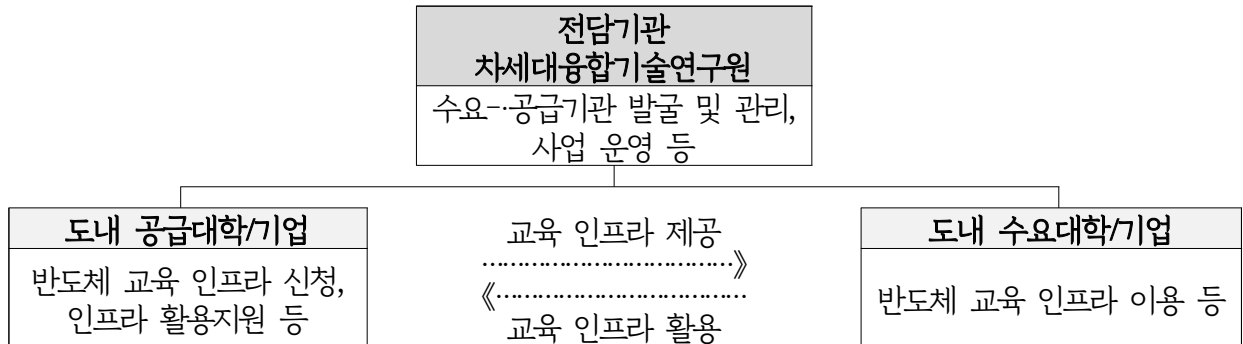 전담기관
차세대융합기술연구원
수요-·공급기관 발굴 및 관리,
사업 운영 등
도내 공급대학/기업
반도체 교육 인프라 신청,
인프라 활용지원 등
교육 인프라 제공
……………………………》
《……………………………
교육 인프라 활용
도내 수요대학/기업
반도체 교육 인프라 이용 등